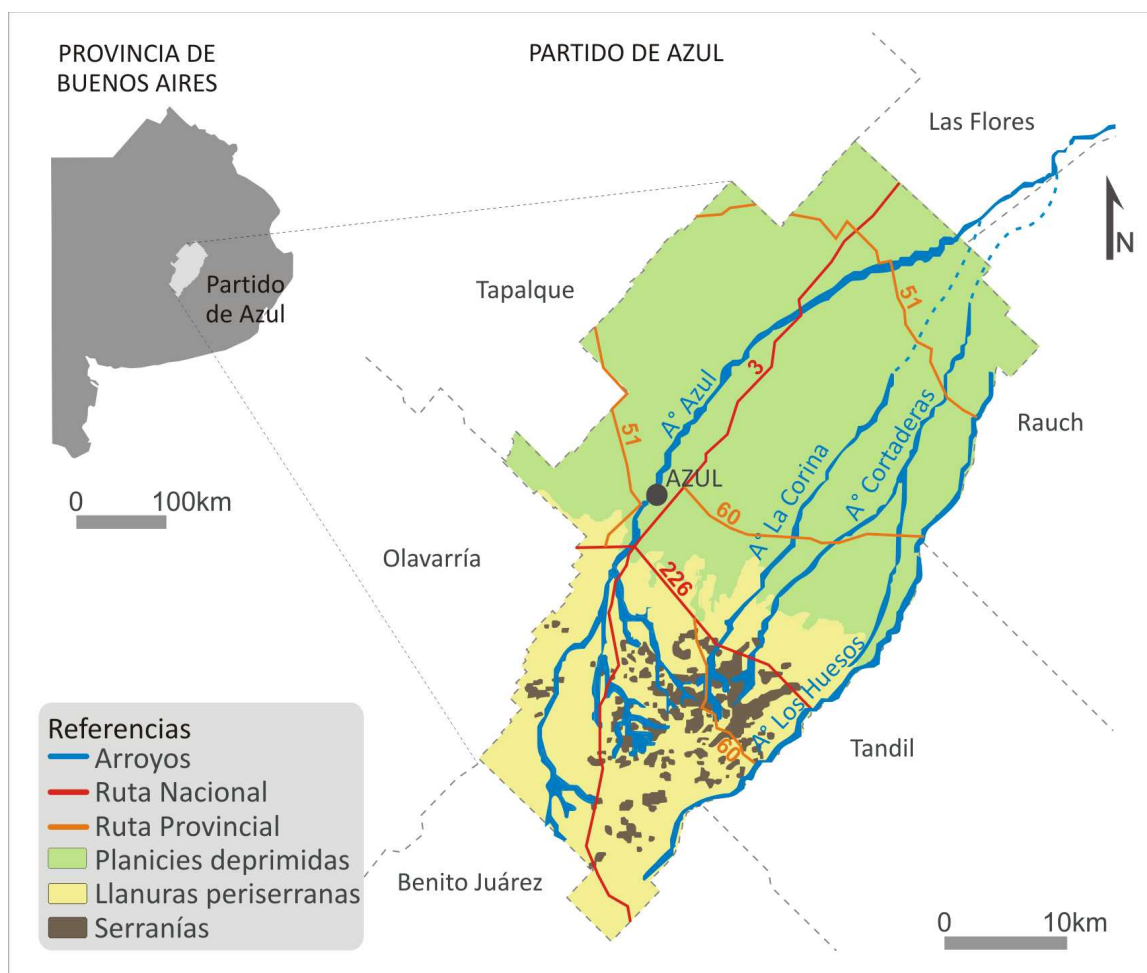 PROVINCIA DE
BUENOS AIRES
PARTIDO DE AZUL
Las Flores
N
Partido
de Azul
Tapalque
51
3
A° Azul
Rauch
51
A° Cortaderas
A° La Corina
AZUL
0 100km
60
Olavarría
226
A° Los Huesos
Tandil
60
Benito Juárez
Referencias
Arroyos
Ruta Nacional
Ruta Provincial
Planicies deprimidas
Llanuras periserranas
Serranías
0 10km